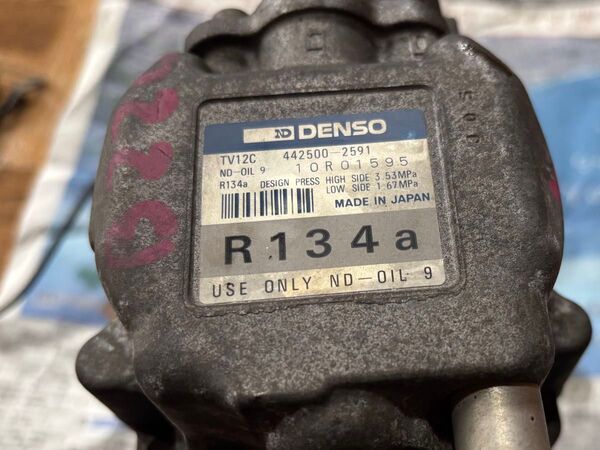 ND DENSO
TV12C 442500-2591
ND-OIL 9 10R01595
R134a DESIGN PRESS HIGH SIDE 3.53MPa
LOW SIDE 1.67MPa
MADE IN JAPAN
R134a
USE ONLY ND-OIL 9